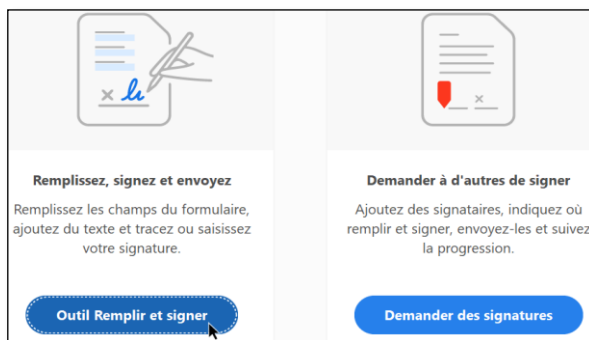 Remplissez, signez et envoyez
Remplissez les champs du formulaire,
ajoutez du texte et tracez ou saisissez
votre signature.
Outil Remplir et signer
Demander à d'autres de signer
Ajoutez des signataires, indiquez où
remplir et signer, envoyez-les et suivez
la progression.
Demander des signatures